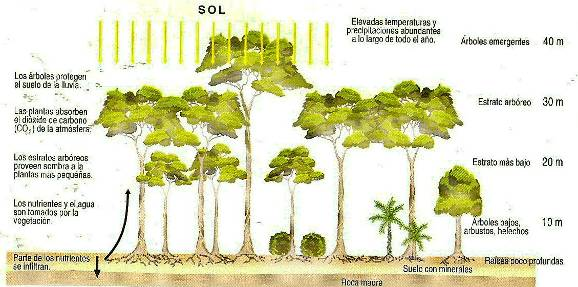 SOL
Elevadas temperaturas y
precipitaciones abundantes
a lo largo de todo el año.
Árboles emergentes 40 m
Los árboles protegen
el suelo de la lluvia.
Las plantas absorben
el dióxido de carbono
(CO₂) de la atmósfera.
Estrato arbóreo 30 m
Los estratos arbóreos
proveen sombra a la
plantas mas pequeñas.
Estrato más bajo 20 m
Los nutrientes y el agua
son tomados por la
vegetación.
Árboles bajos,
arbustos, helechos
10 m
Parte de los nutrientes
se infiltran.
Raíces poco profundas
Suelo con minerales
Roca madre